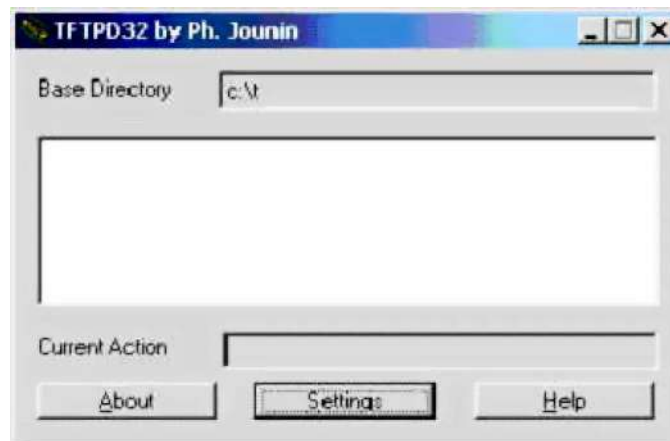 TFTPD32 by Ph. Jounin
Base Directory c:\t
Current Action
About Settings Help